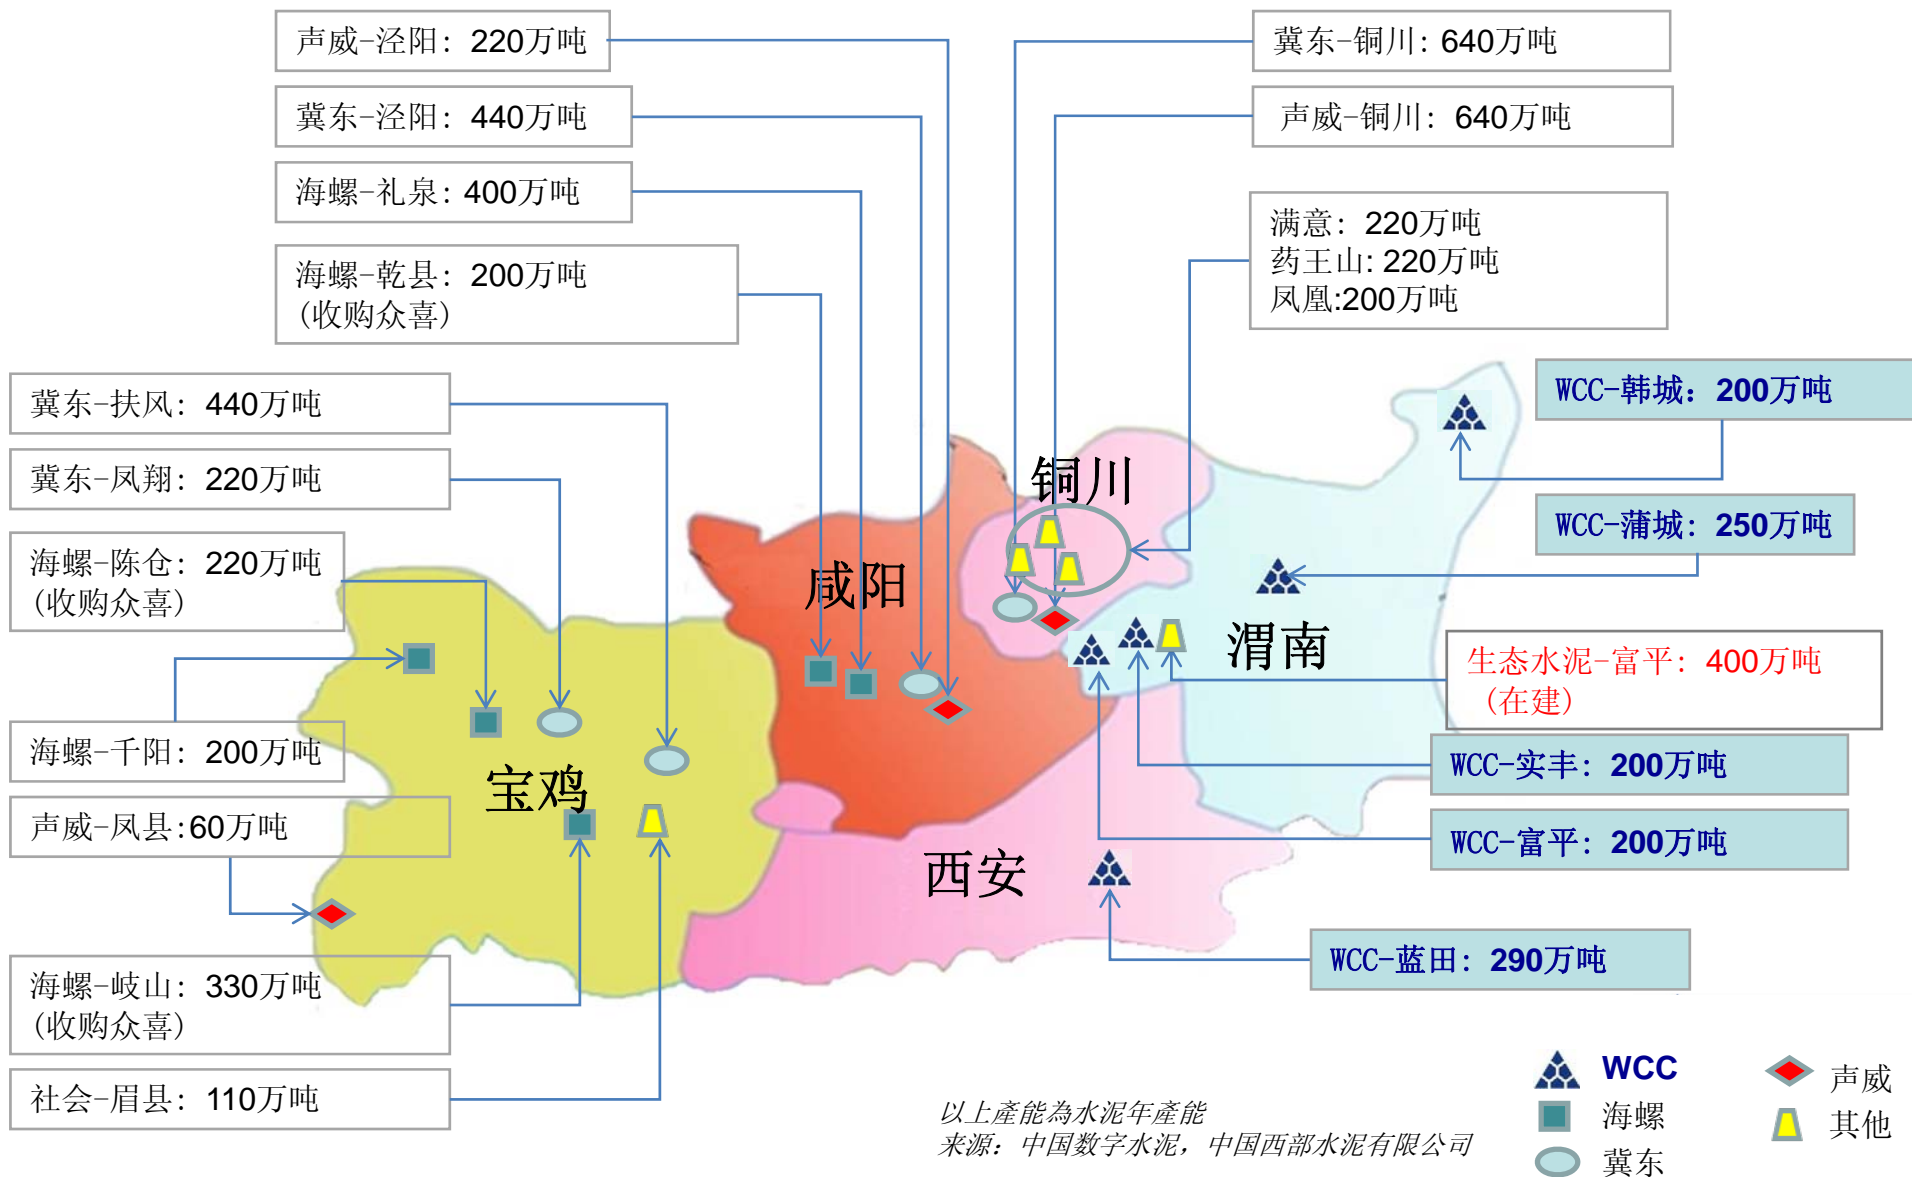 声威-泾阳：220万吨
冀东-泾阳：440万吨
海螺-礼泉：400万吨
海螺-乾县：200万吨
(收购众喜)
冀东-扶风：440万吨
冀东-凤翔：220万吨
海螺-陈仓：220万吨
(收购众喜)
海螺-千阳：200万吨
声威-凤县:60万吨
海螺-岐山：330万吨
(收购众喜)
社会-眉县：110万吨
冀东-铜川：640万吨
声威-铜川：640万吨
满意：220万吨
药王山：220万吨
凤凰:200万吨
WCC-韩城：200万吨
WCC-蒲城：250万吨
生态水泥-富平：400万吨
(在建)
WCC-实丰：200万吨
WCC-富平：200万吨
WCC-蓝田：290万吨
铜川
咸阳
渭南
宝鸡
西安
以上產能為水泥年產能
来源：中国数字水泥，中国西部水泥有限公司
WCC
海螺
冀东
声威
其他